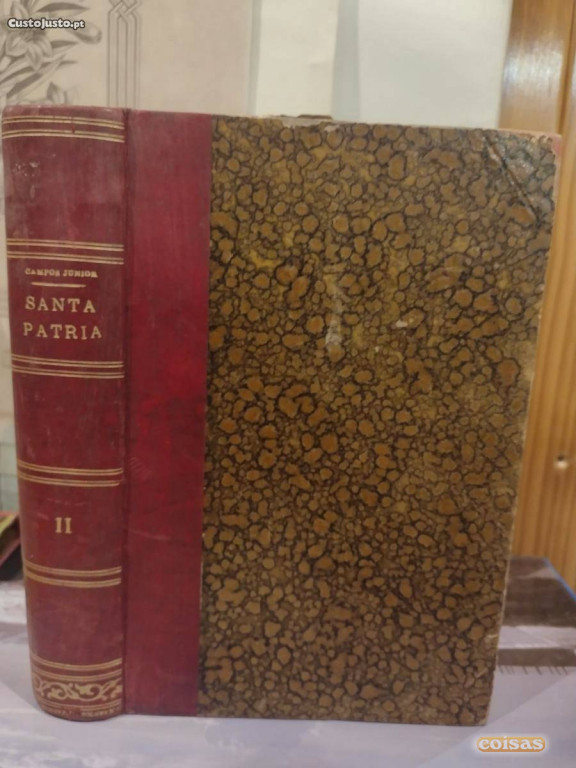 CustoJusto.pt
CAMPOS JUNIOR
SANTA
PATRIA
II
coisas